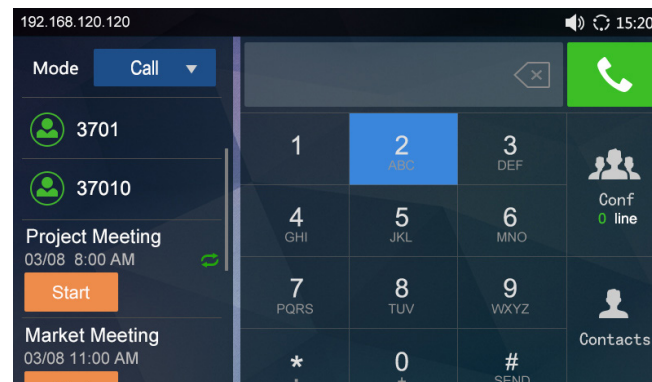 192.168.120.120
15:20
Mode Call
3701
37010
Project Meeting
03/08 8:00 AM
Start
Market Meeting
03/08 11:00 AM
1
2
ABC
3
DEF
4
GHI
5
JKL
6
MNO
7
PQRS
8
TUV
9
WXYZ
*
0
+
#
SEND
Conf
0 line
Contacts